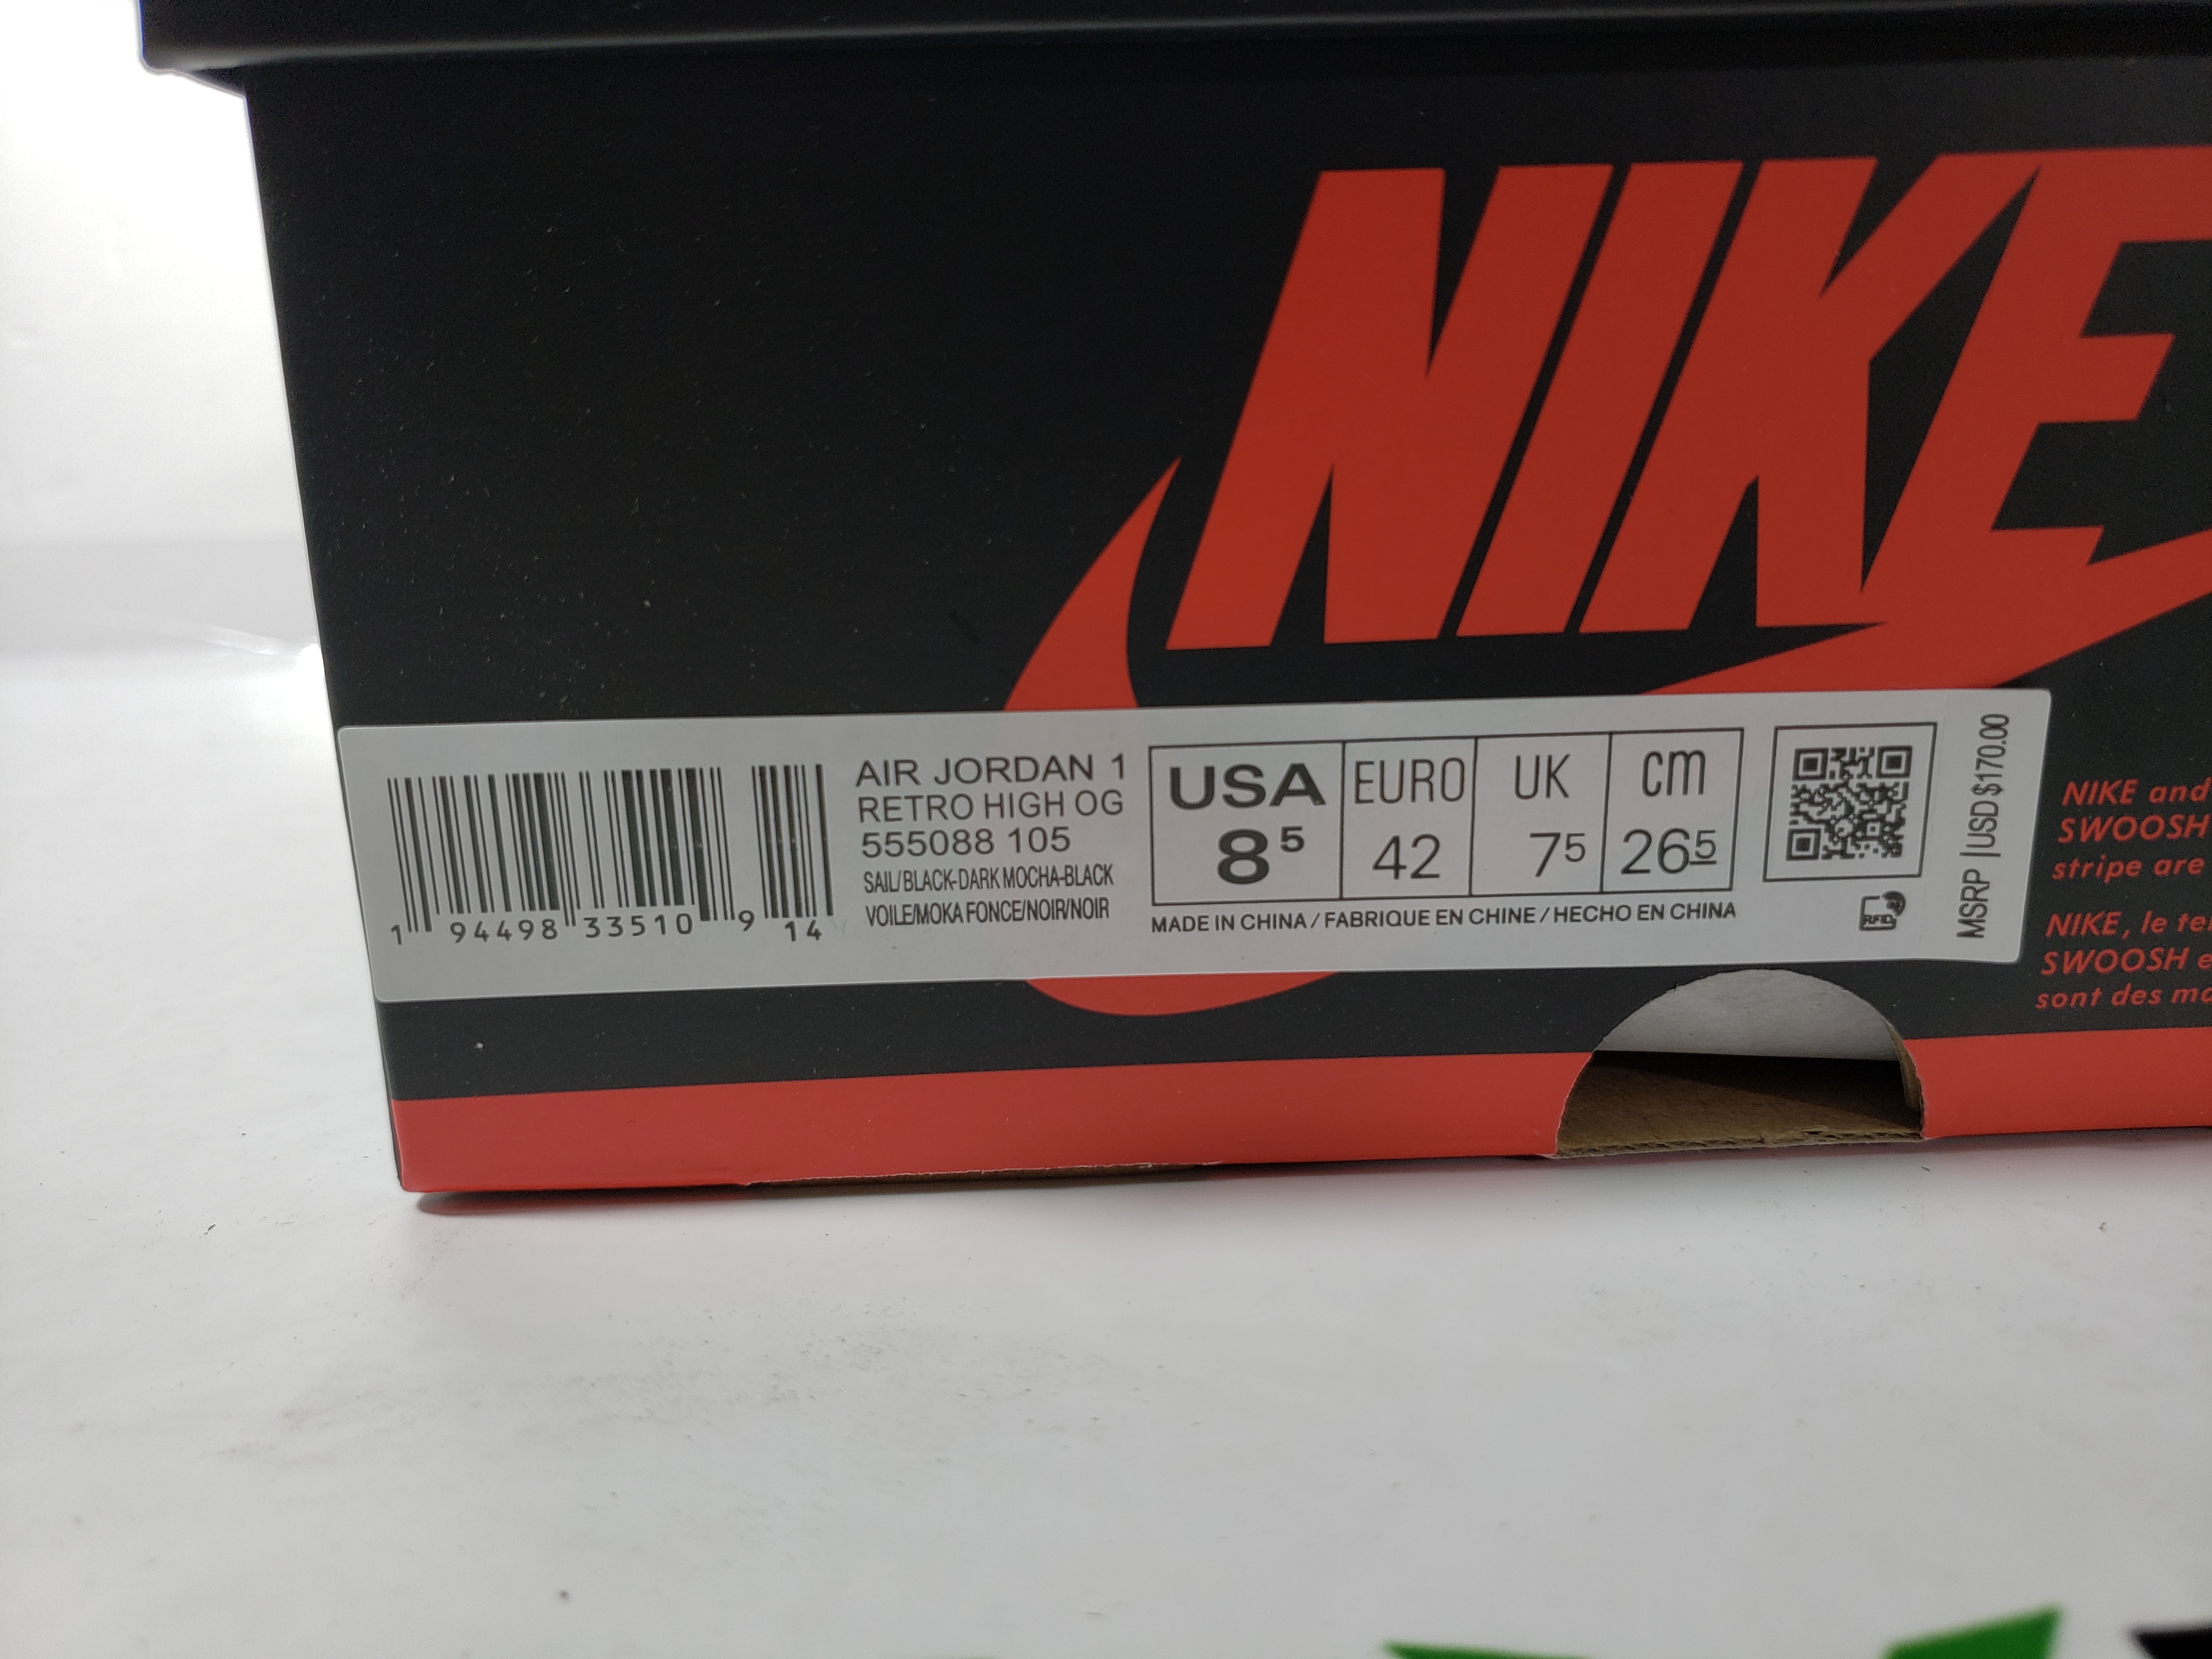 NIKE
1 94498 33510 9 14
AIR JORDAN 1
RETRO HIGH OG
555088 105
SAIL/BLACK-DARK MOCHA-BLACK
VOILE/MOKA FONCE/NOIR/NOIR
USA EURO UK cm
8⁵ 42 7⁵ 26⁵
MADE IN CHINA / FABRIQUE EN CHINE / HECHO EN CHINA
RFID
MSRP |USD$170.00
NIKE and
SWOOSH
stripe are
NIKE, le
SWOOSH
sont des